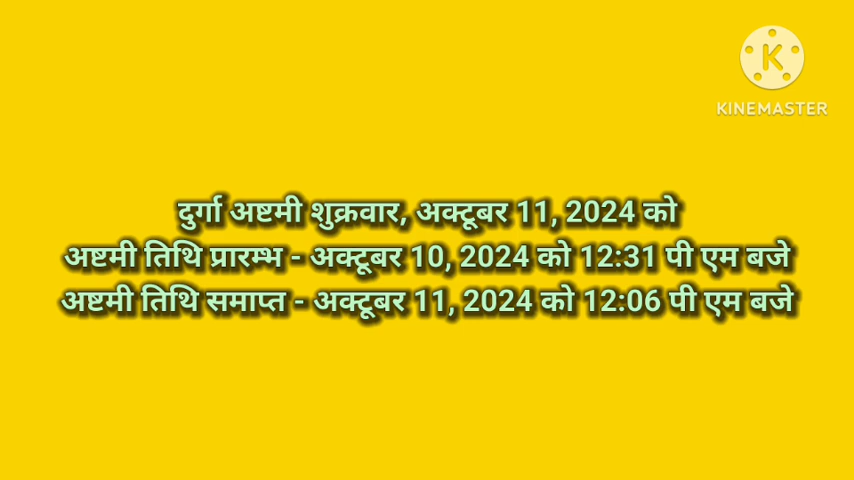 KINEMASTER
दुर्गा अष्टमी शुक्रवार, अक्टूबर 11, 2024 को
अष्टमी तिथि प्रारम्भ - अक्टूबर 10, 2024 को 12:31 पी एम बजे
अष्टमी तिथि समाप्त - अक्टूबर 11, 2024 को 12:06 पी एम बजे